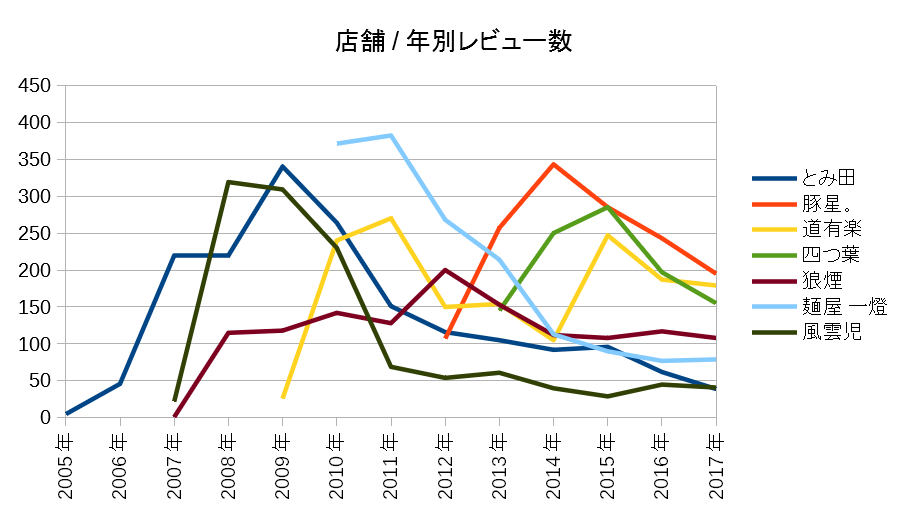 店舗 / 年別レビュー数
450
400
350
300
250
200
150
100
50
0
2005年
2006年
2007年
2008年
2009年
2010年
2011年
2012年
2013年
2014年
2015年
2016年
2017年
とみ田
豚星。
道有楽
四つ葉
狼煙
麺屋 一燈
風雲児